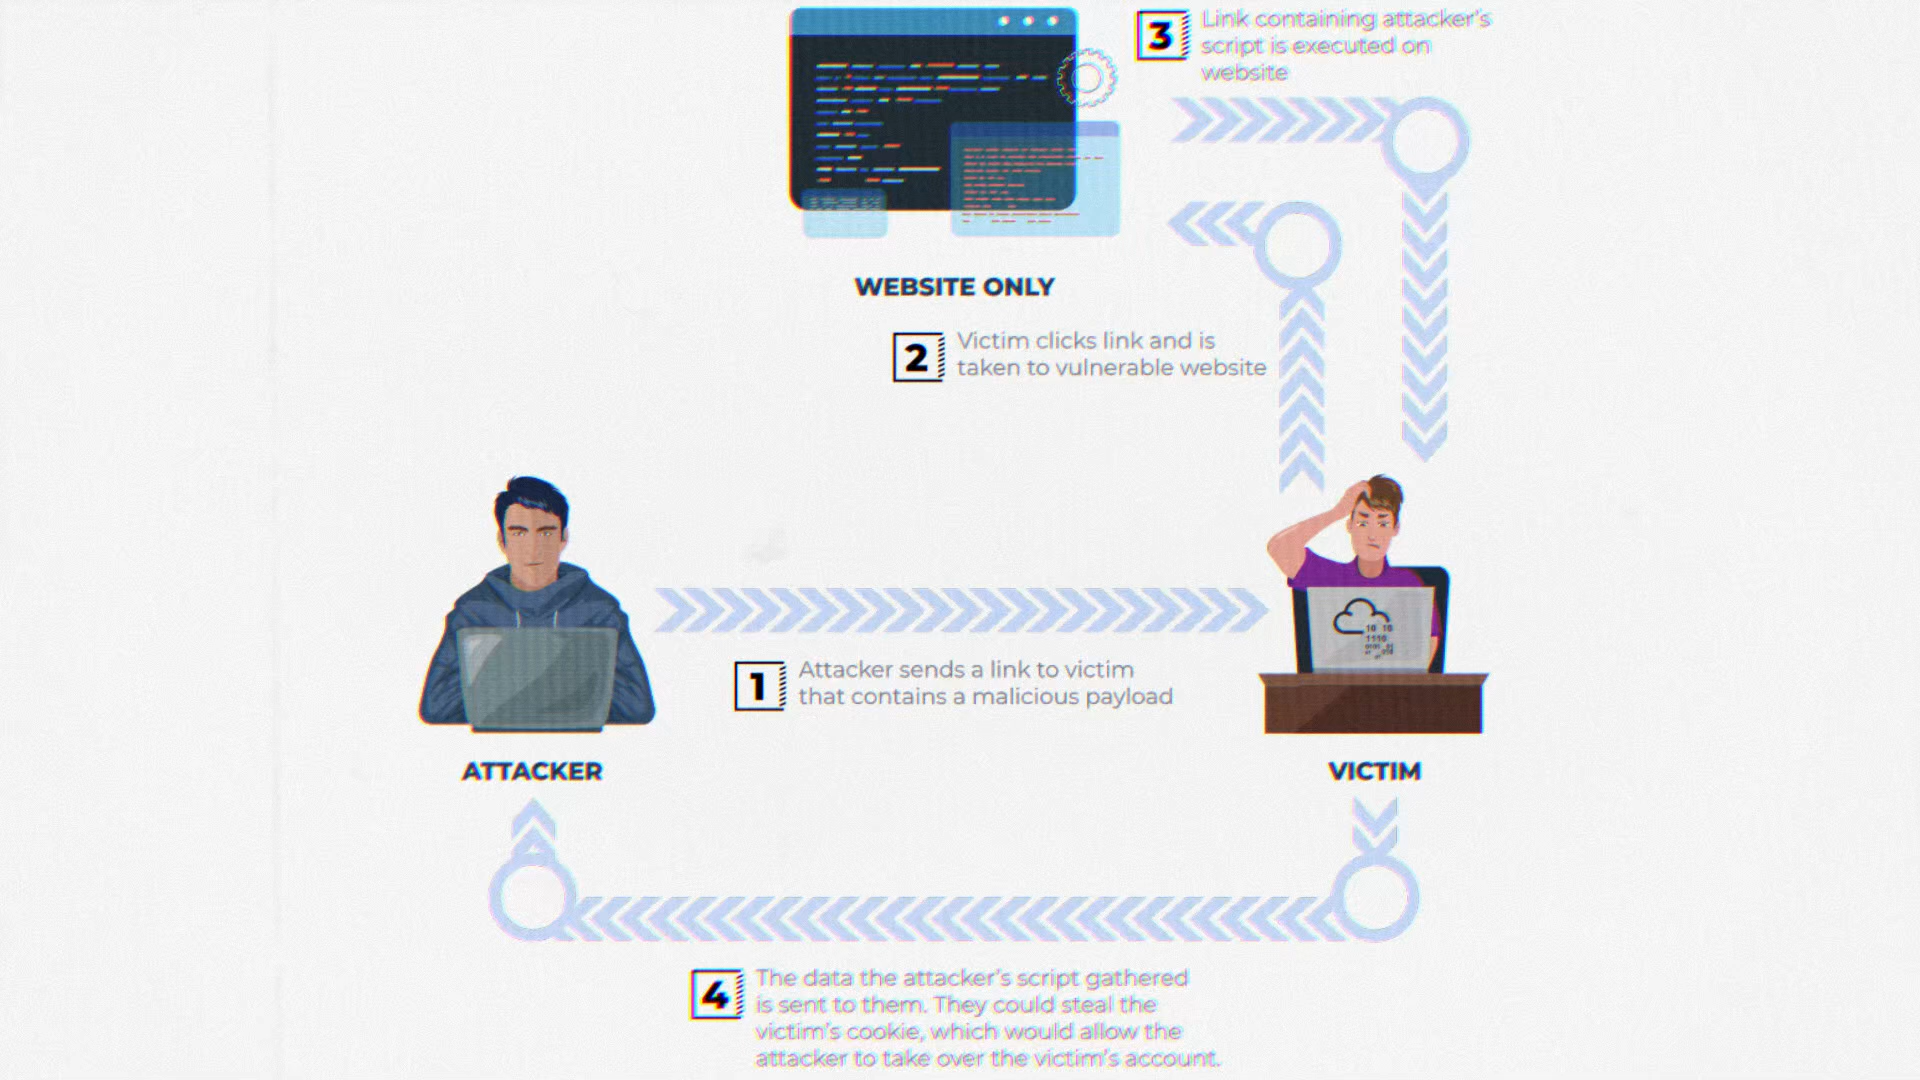 3
Link containing attacker's
script is executed on
website
WEBSITE ONLY
2
Victim clicks link and is
taken to vulnerable website
1
Attacker sends a link to victim
that contains a malicious payload
ATTACKER
VICTIM
4
The data the attacker's script gathered
is sent to them. They could steal the
victim's cookie, which would allow the
attacker to take over the victim's account.